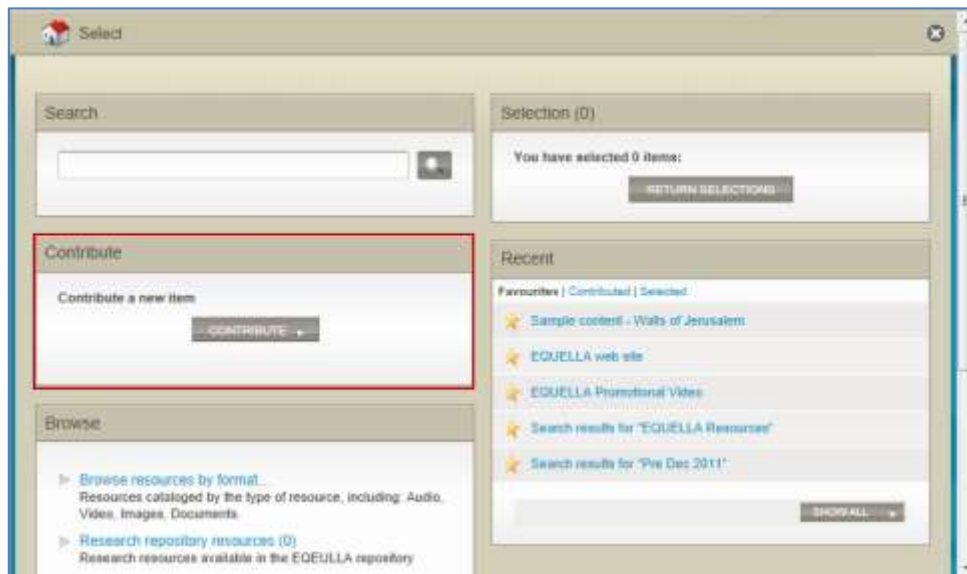 Select
Search
Contribute
Contribute a new item
CONTRIBUTE
Browse
Browse resources by format...
Resources cataloged by the type of resource, including: Audio,
Video, Images, Documents.
Research repository resources (0)
Research resources available in the EQEULLA repository
Selection (0)
You have selected 0 items:
RETURN SELECTIONS
Recent
Favourites | Contributed | Selected
Sample content - Walls of Jerusalem
EQUELLA web site
EQUELLA Promotional Video
Search results for "EQUELLA Resources"
Search results for "Pre Dec 2011"
SHOW ALL